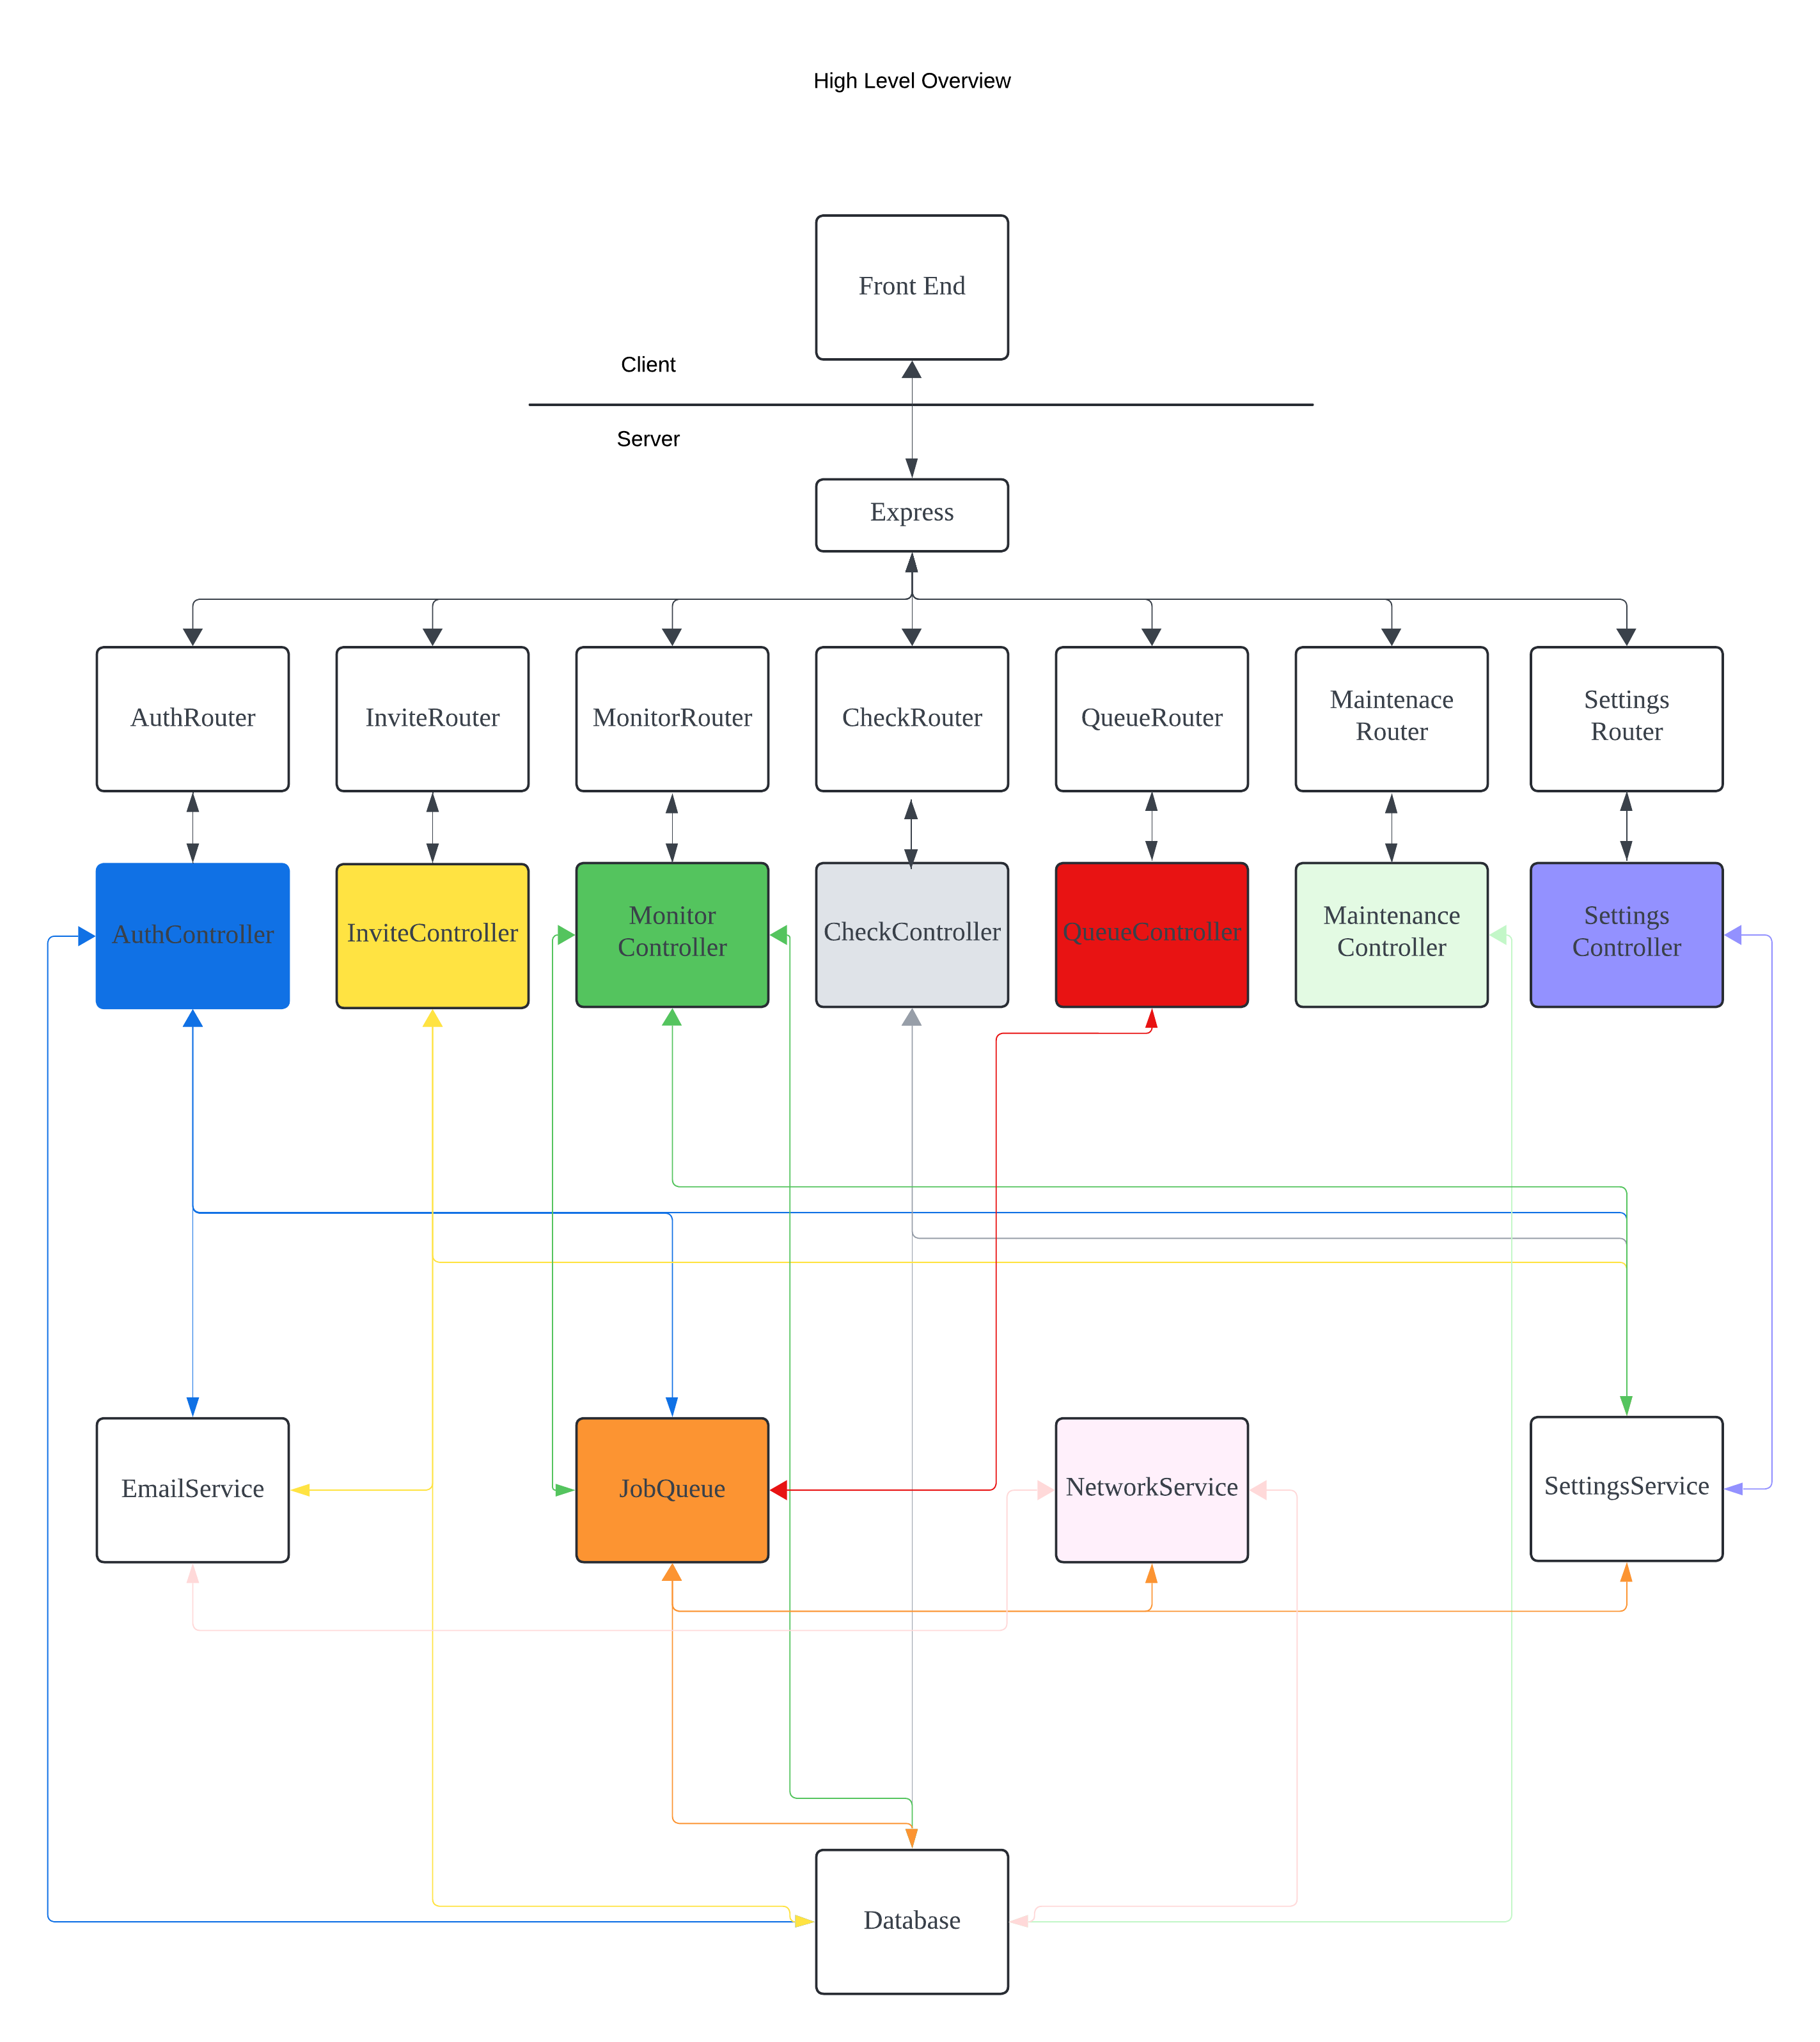 High Level Overview
Front End
Client
Server
Express
AuthRouter
InviteRouter
MonitorRouter
CheckRouter
QueueRouter
Maintenace
Router
Settings
Router
AuthController
InviteController
Monitor
Controller
CheckController
QueueController
Maintenance
Controller
Settings
Controller
EmailService
JobQueue
NetworkService
SettingsService
Database